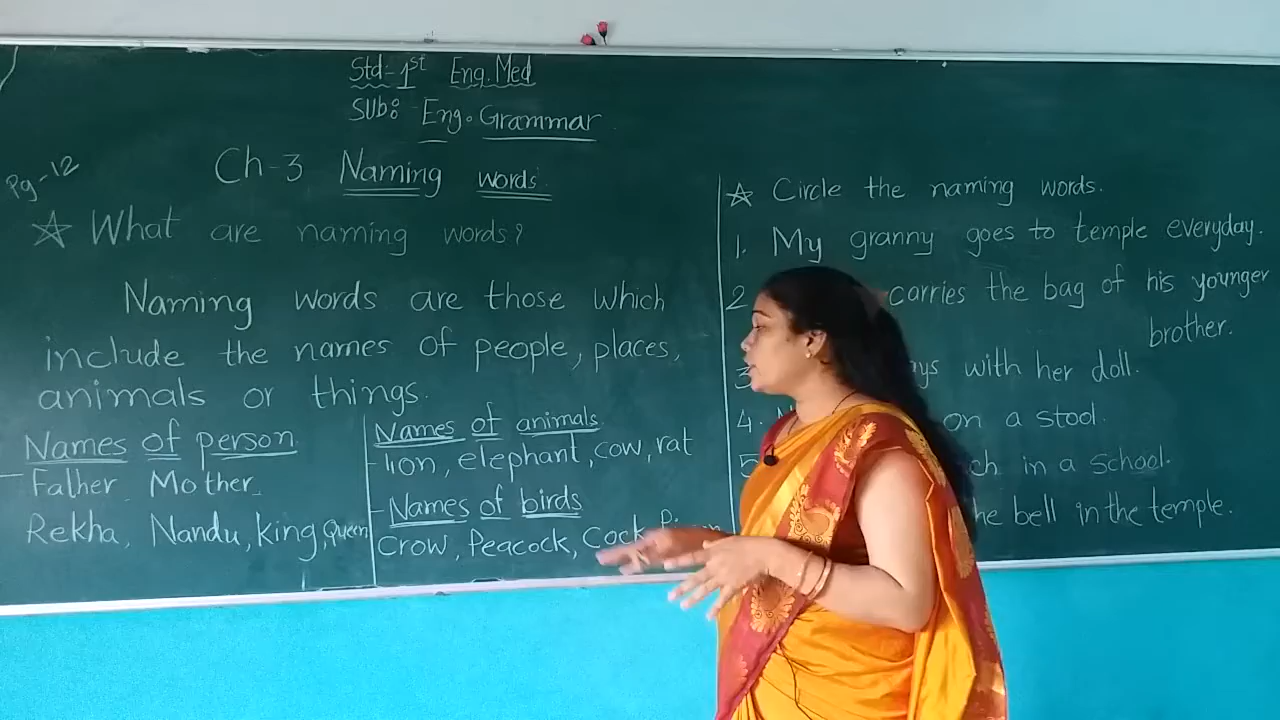 Std:- 1st Eng. Med
Sub: - Eng. Grammar
Pg -12
Ch-3 Naming words.
☆ What are naming words?
Naming words are those which
include the names of people, places,
animals or things.
Names of person
Father Mother
Rekha, Nandu, king, Queen
Names of animals
- lion, elephant, cow, rat
- Names of birds
Crow, Peacock, Cock
☆ Circle the naming words.
1. My granny goes to temple everyday.
2 carries the bag of his younger
brother.
3 with her doll.
4. on a stool.
5 in a school.
bell in the temple.